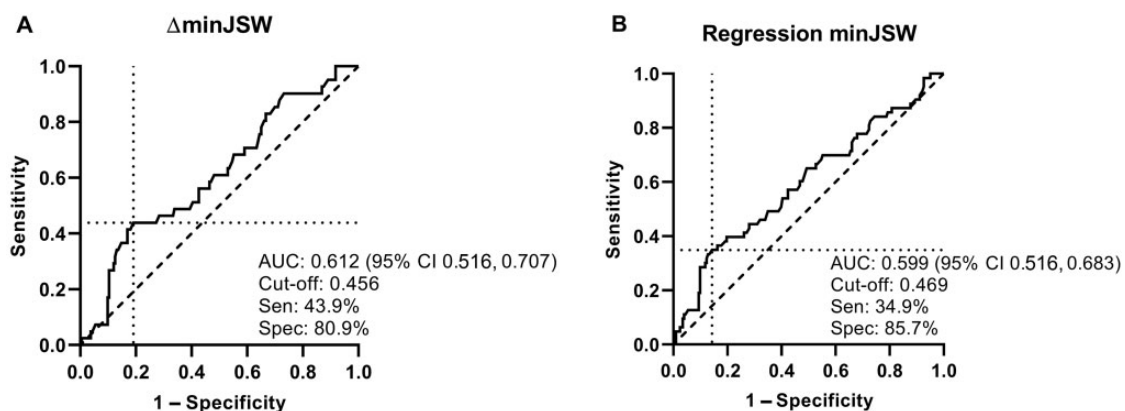 A
ΔminJSW
Sensitivity
1.0
0.8
0.6
0.4
0.2
0.0
AUC: 0.612 (95% CI 0.516, 0.707)
Cut-off: 0.456
Sen: 43.9%
Spec: 80.9%
0.0 0.2 0.4 0.6 0.8 1.0
1 – Specificity
B
Regression minJSW
Sensitivity
1.0
0.8
0.6
0.4
0.2
0.0
AUC: 0.599 (95% CI 0.516, 0.683)
Cut-off: 0.469
Sen: 34.9%
Spec: 85.7%
0.0 0.2 0.4 0.6 0.8 1.0
1 – Specificity